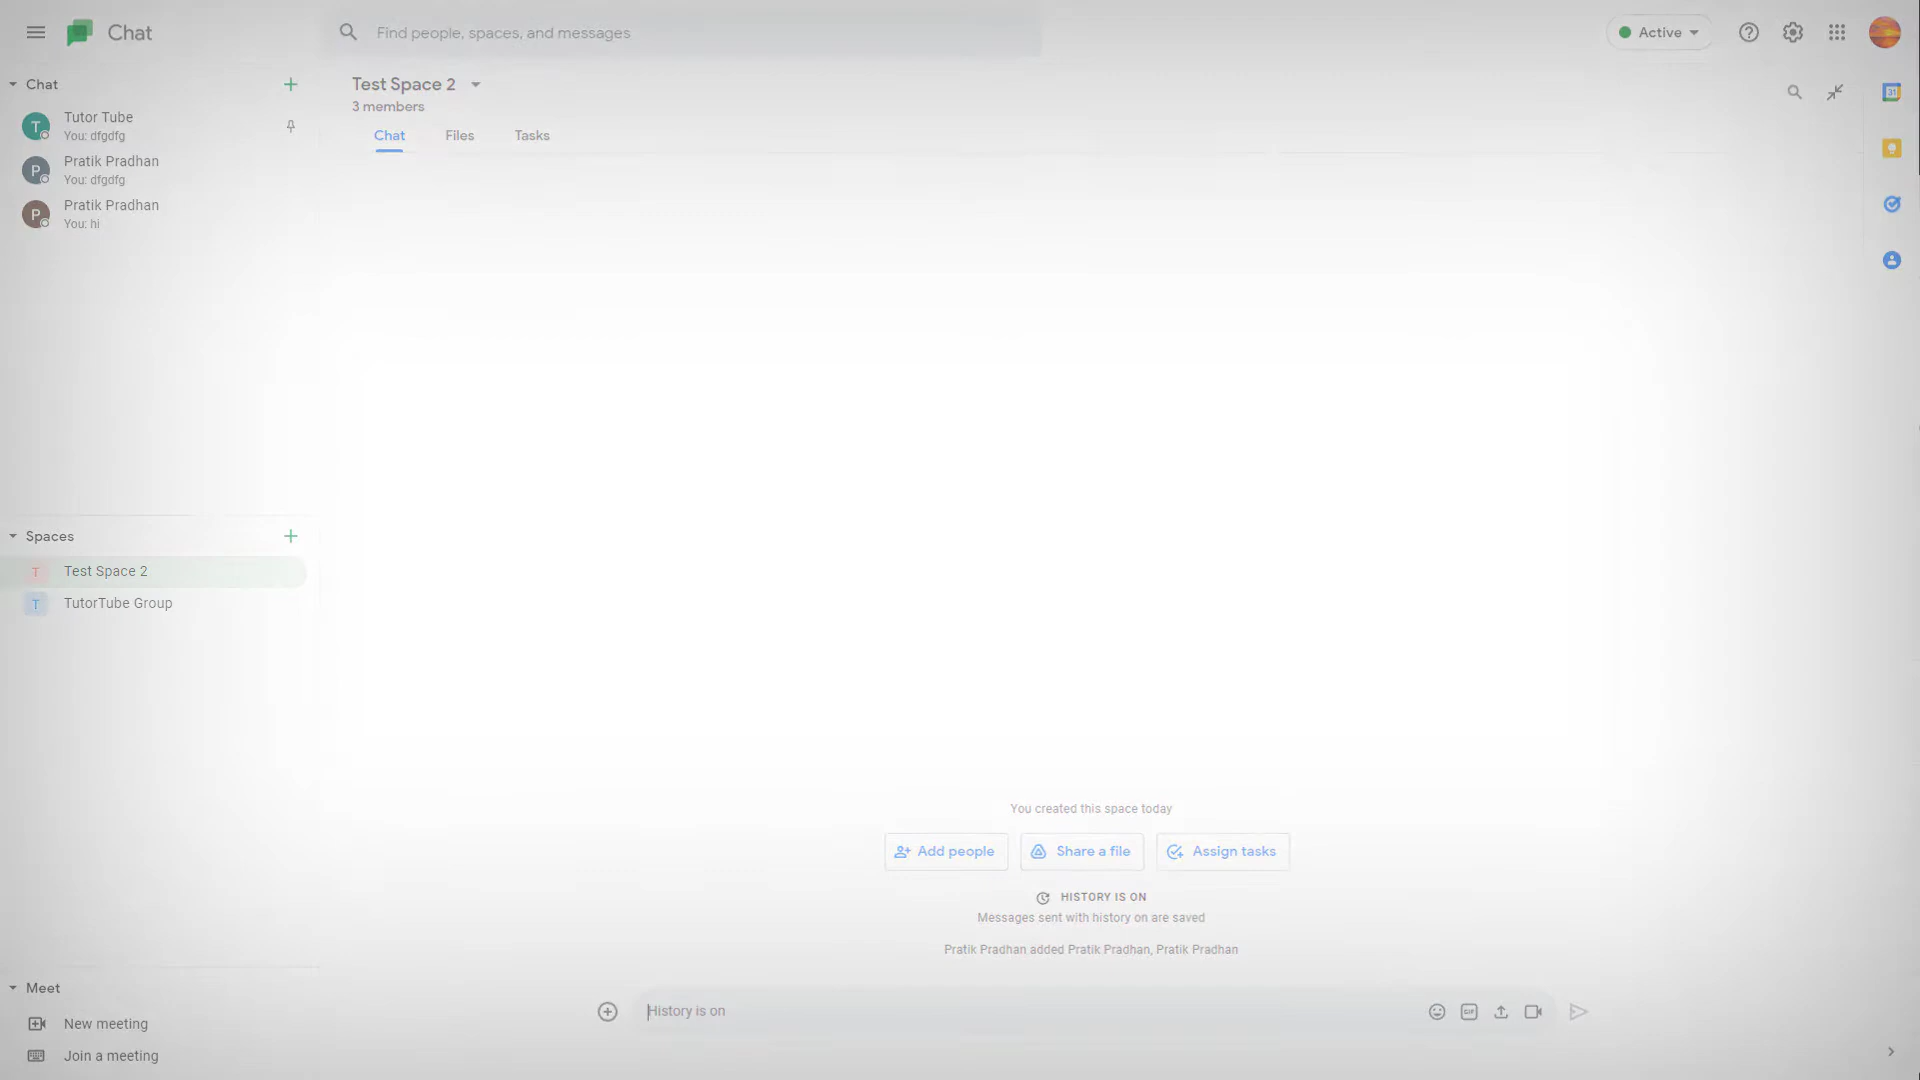 Chat
Find people, spaces, and messages
Active
Chat
T
Tutor Tube
You: dfgdfg
P
Pratik Pradhan
You: dfgdfg
P
Pratik Pradhan
You: hi
Test Space 2
3 members
Chat
Files
Tasks
31
Spaces
T
Test Space 2
T
TutorTube Group
You created this space today
Add people
Share a file
Assign tasks
HISTORY IS ON
Messages sent with history on are saved
Pratik Pradhan added Pratik Pradhan, Pratik Pradhan
Meet
New meeting
Join a meeting
History is on
GIF